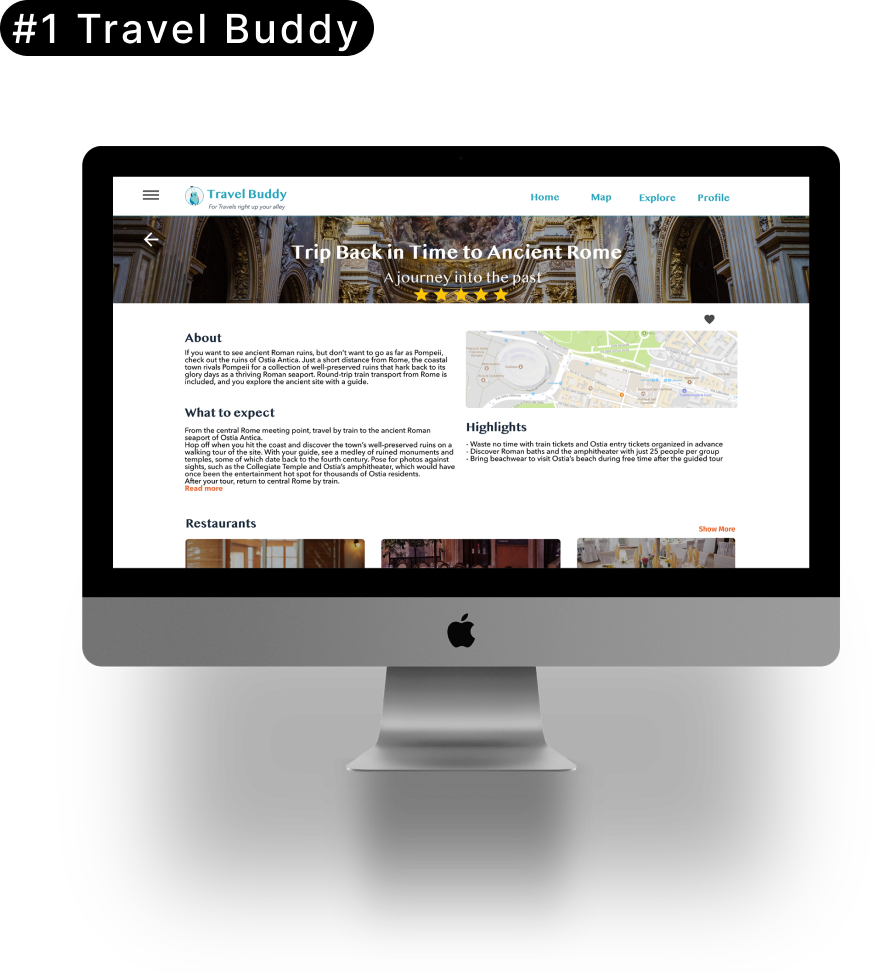 #1 Travel Buddy
Travel Buddy
For Travels right up your alley
Home Map Explore Profile
Trip Back in Time to Ancient Rome
A journey into the past
About
If you want to see ancient Roman ruins, but don't want to go as far as Pompeii,
check out the ruins of Ostia Antica. Just a short distance from Rome, the coastal
town rivals Pompeii for a collection of well-preserved ruins that hark back to its
glory days as a thriving Roman seaport. Round-trip train transport from Rome is
included, and you explore the ancient site with a guide.
What to expect
From the central Rome meeting point, travel by train to the ancient Roman
seaport of Ostia Antica.
Hop off when you hit the coast and discover the town's well-preserved ruins on a
walking tour of the site. With your guide, see a medley of ruined monuments and
temples, some of which date back to the fourth century. Pose for photos against
sights, such as the Collegiate Temple and Ostia's amphitheater, which would have
once been the entertainment hot spot for thousands of Ostia residents.
After your tour, return to central Rome by train.
Read more
Highlights
- Waste no time with train tickets and Ostia entry tickets organized in advance
- Discover Roman baths and the amphitheater with just 25 people per group
- Bring beachwear to visit Ostia's beach during free time after the guided tour
Restaurants
Show More